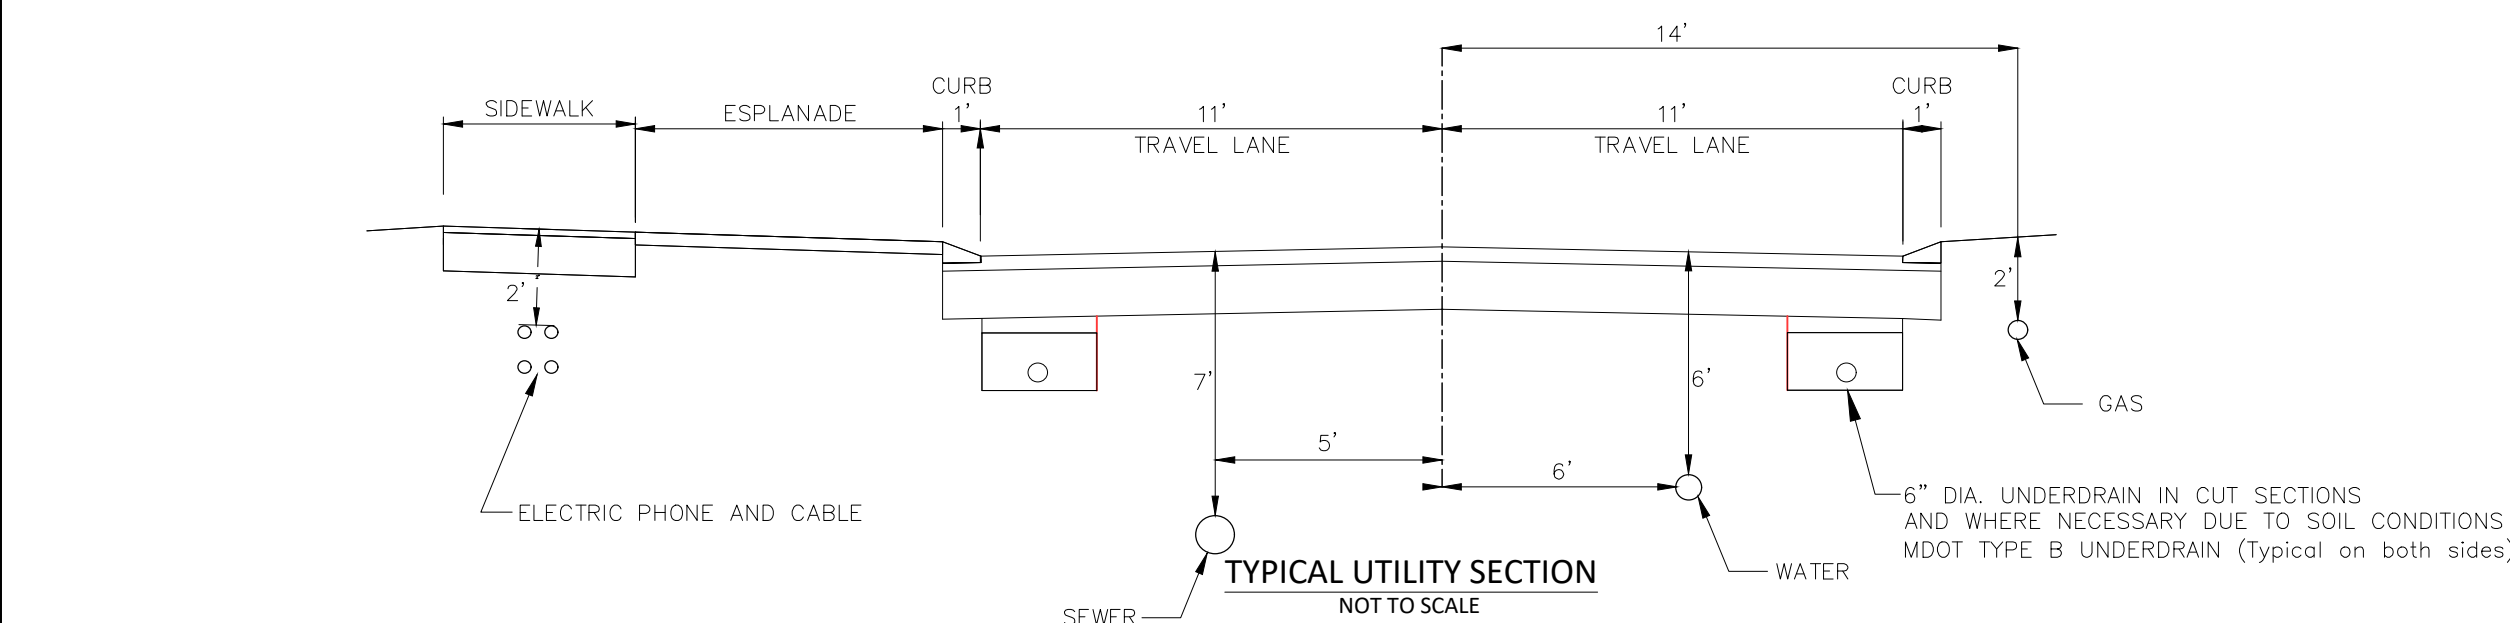 14'
CURB
CURB
SIDEWALK
ESPLANADE
1'
11'
11'
1'
TRAVEL LANE
TRAVEL LANE
2'
2'
7'
6'
GAS
5'
6'
6" DIA. UNDERDRAIN IN CUT SECTIONS
ELECTRIC PHONE AND CABLE
AND WHERE NECESSARY DUE TO SOIL CONDITIONS
MDOT TYPE B UNDERDRAIN (Typical on both sides)
TYPICAL UTILITY SECTION
WATER
NOT TO SCALE
SEWER